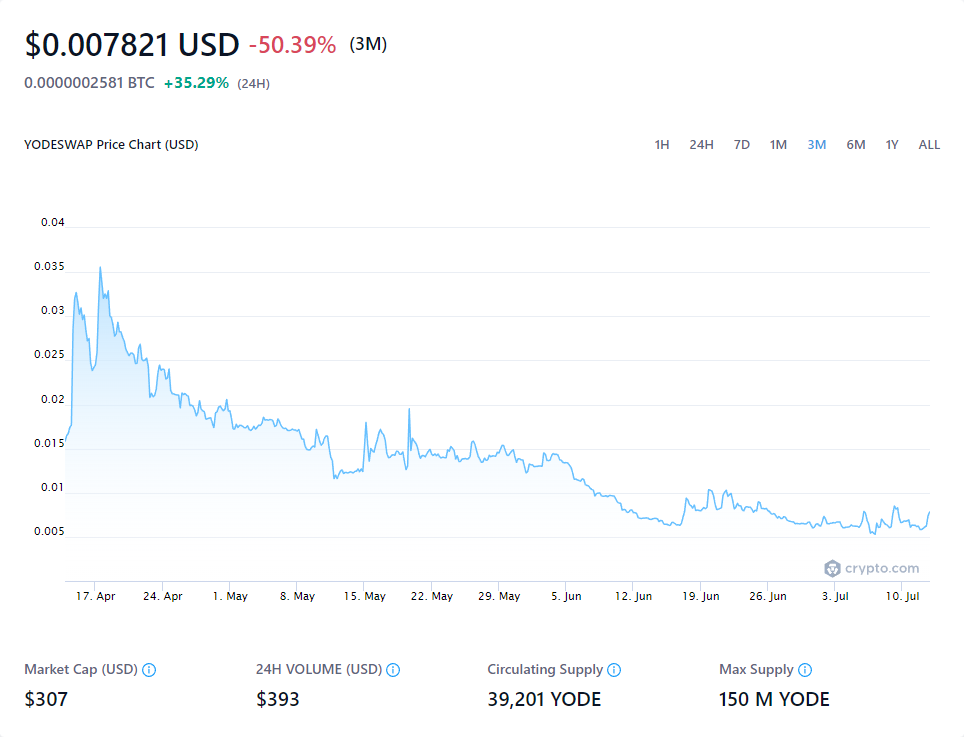 $0.007821 USD -50.39% (3M)
0.0000002581 BTC +35.29% (24H)
YODESWAP Price Chart (USD) 1H 24H 7D 1M 3M 6M 1Y ALL
0.04
0.035
0.03
0.025
0.02
0.015
0.01
0.005
crypto.com
17. Apr 24. Apr 1. May 8. May 15. May 22. May 29. May 5. Jun 12. Jun 19. Jun 26. Jun 3. Jul 10. Jul
Market Cap (USD) 24H VOLUME (USD) Circulating Supply Max Supply
$307 $393 39,201 YODE 150 M YODE